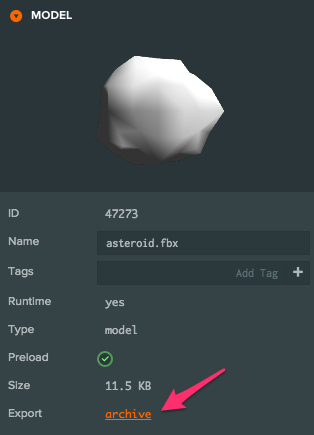 MODEL
ID 47273
Name asteroid.fbx
Tags Add Tag +
Runtime yes
Type model
Preload
Size 11.5 KB
Export archive